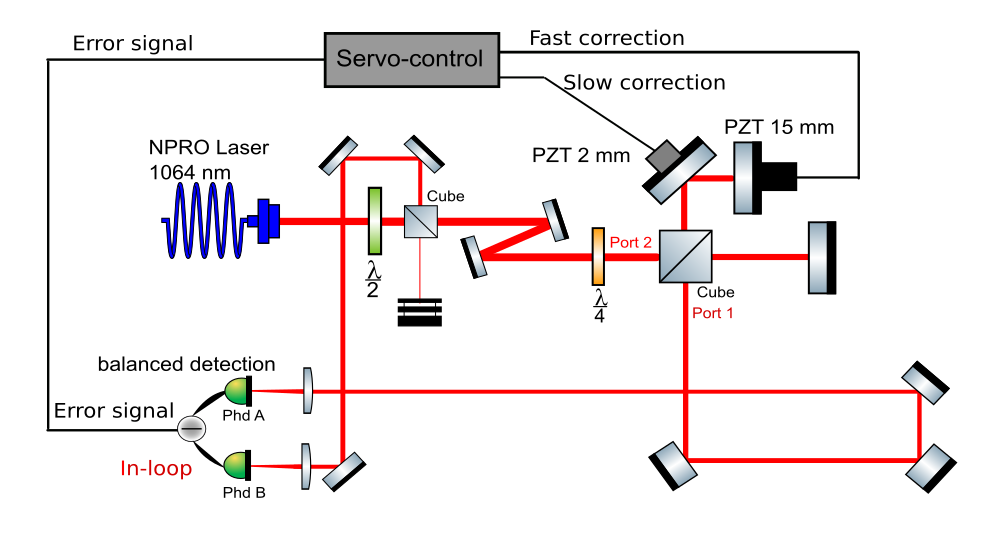 Error signal
Servo-control
Fast correction
Slow correction
NPRO Laser
1064 nm
PZT 2 mm
PZT 15 mm
Cube
λ
2
Port 2
λ
4
Cube
Port 1
balanced detection
Phd A
Error signal
In-loop
Phd B